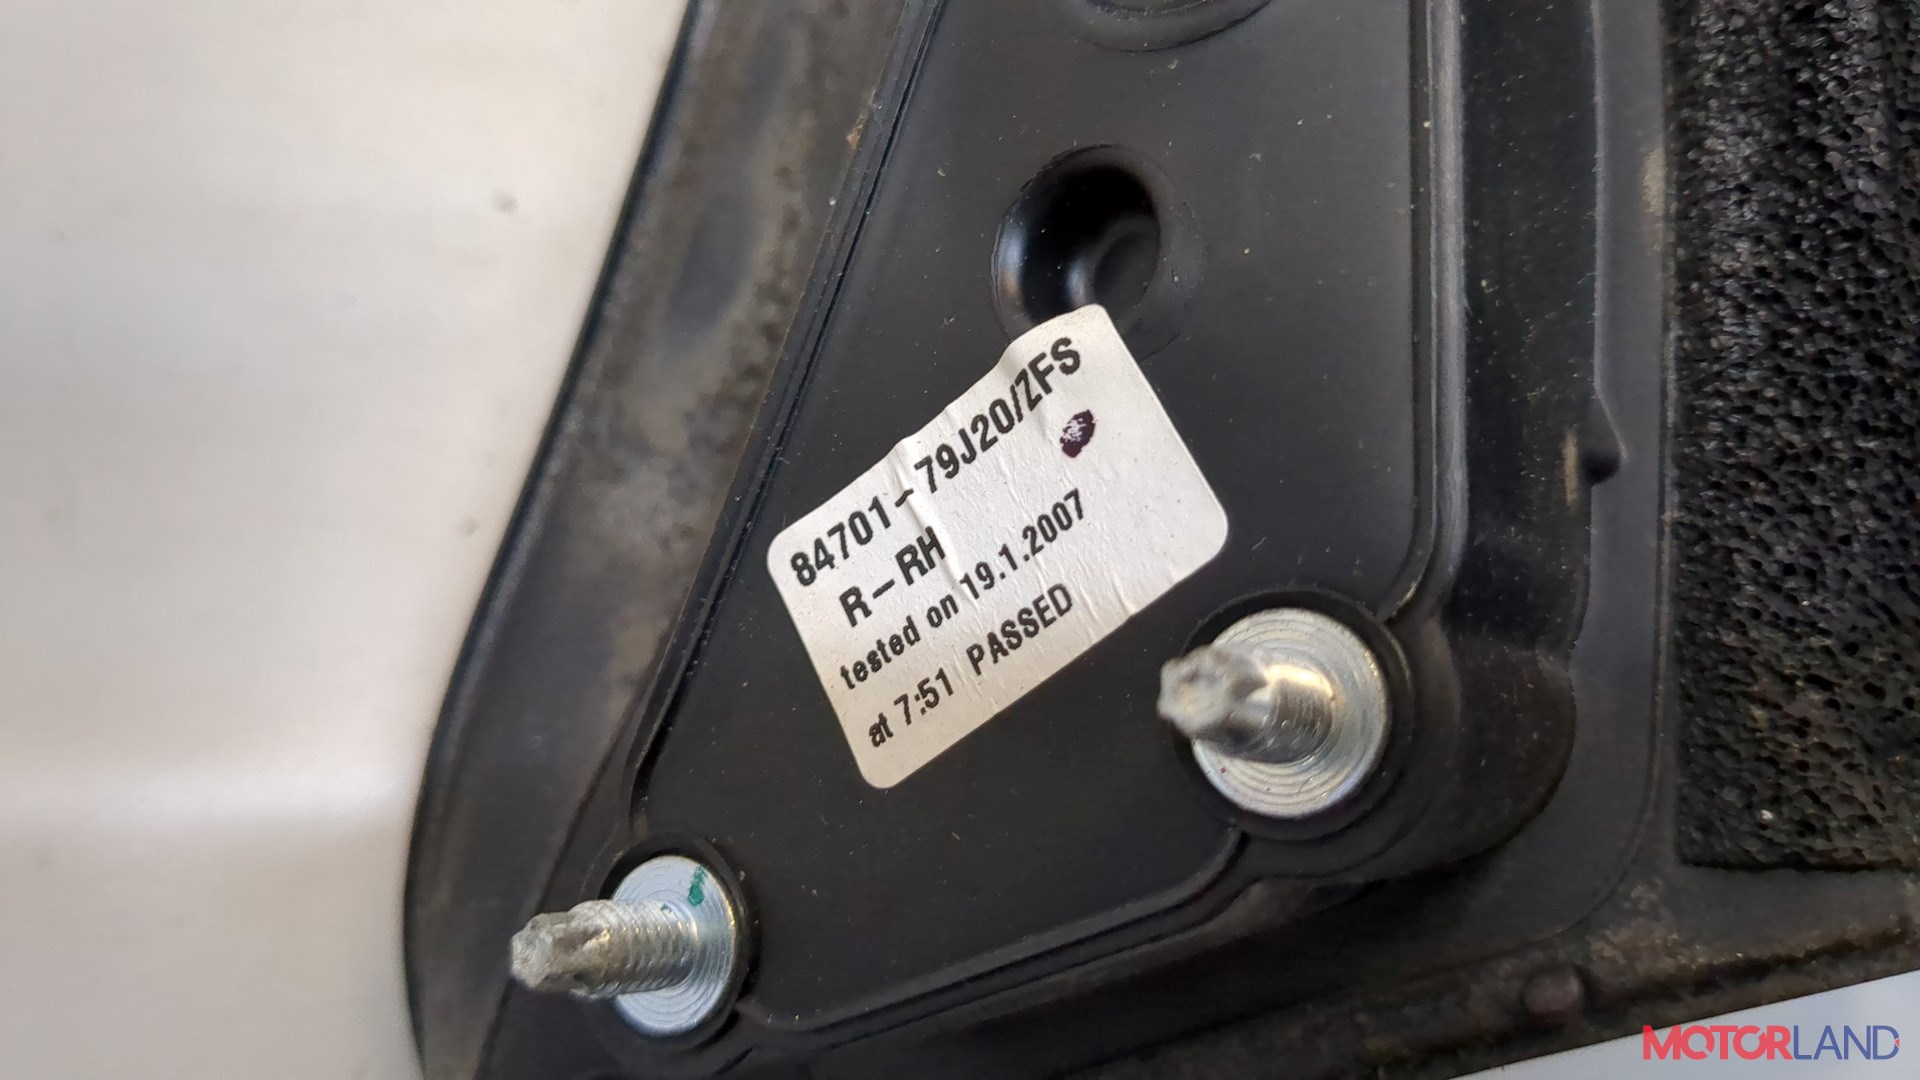 84701-79J20/ZFS
R-RH
tested on 19.1.2007
at 7:51 PASSED
MOTORLAND